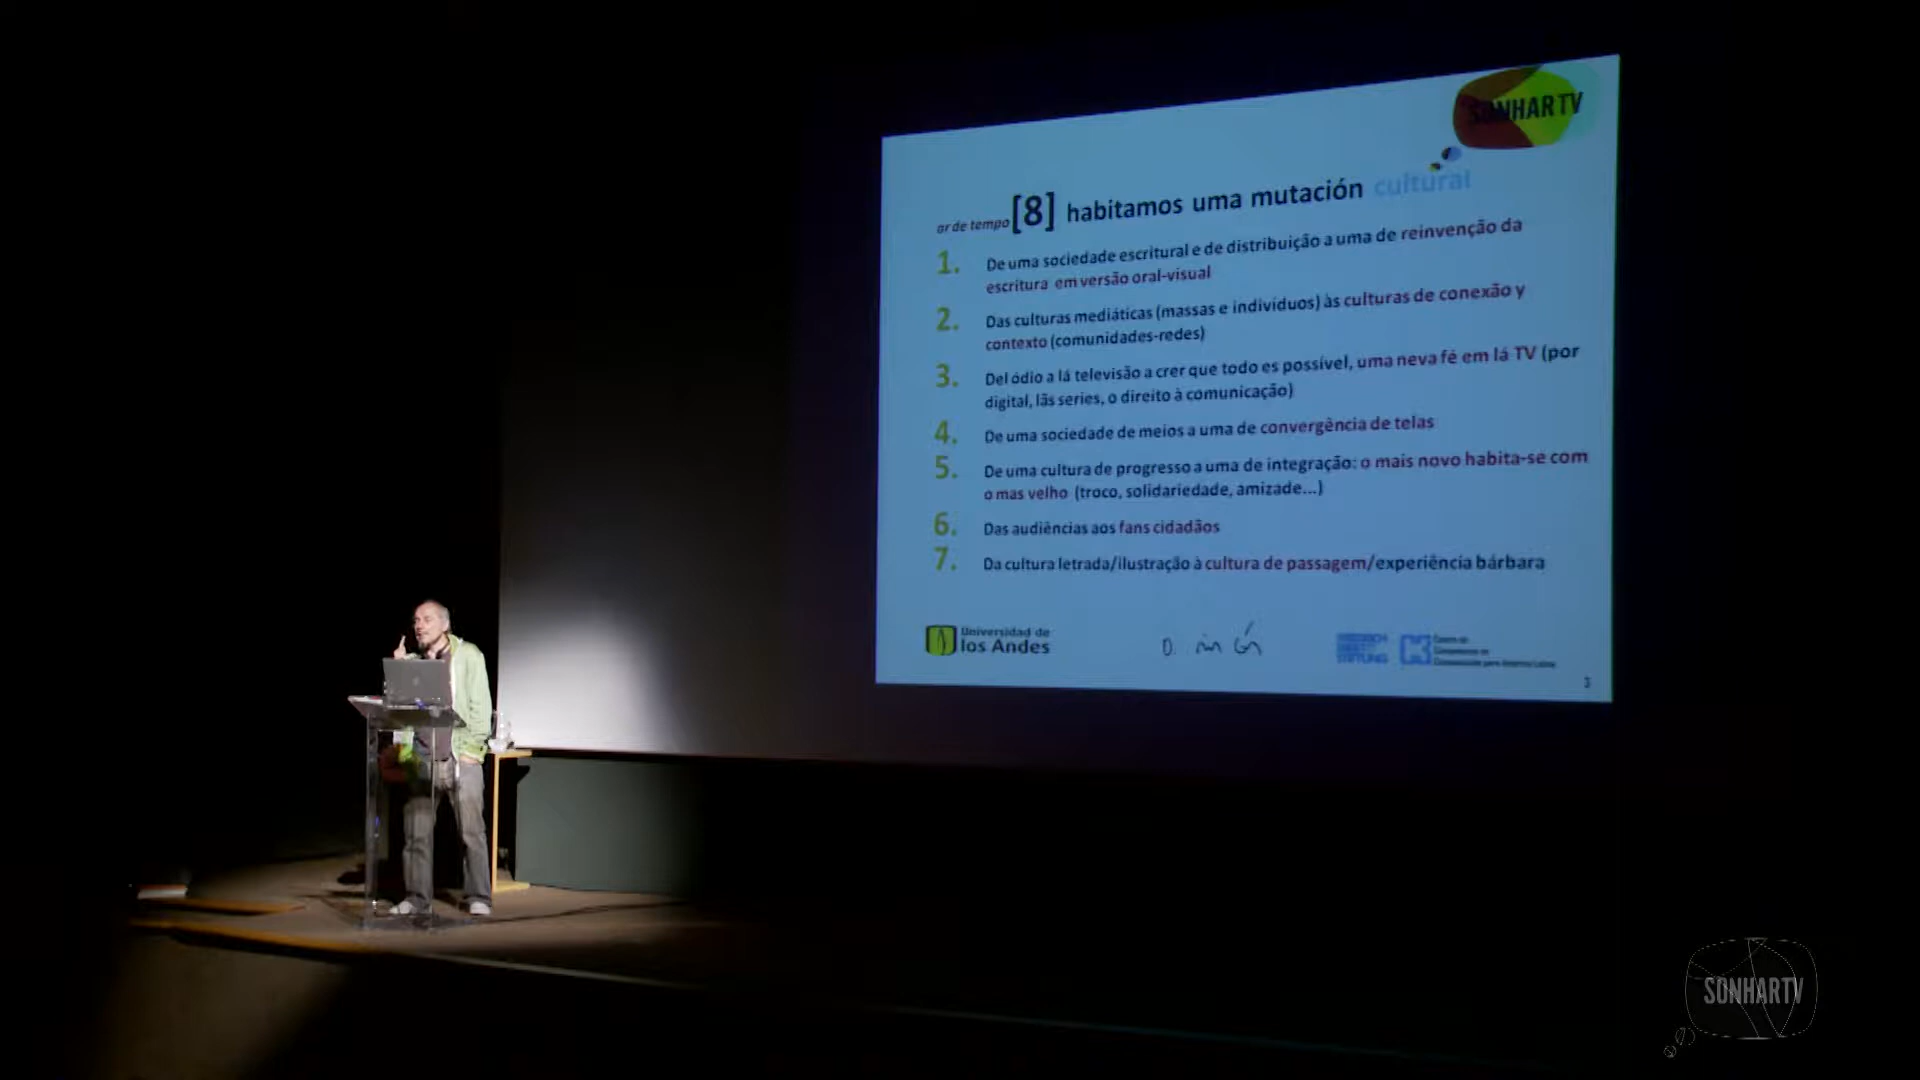 SONHARTV
or de tempo [8] habitamos uma mutación cultural
1. De uma sociedade escritural e de distribuição a uma de reinvenção da
escritura em versão oral-visual
2. Das culturas mediáticas (massas e indivíduos) às culturas de conexão y
contexto (comunidades-redes)
3. Del ódio a lá televisão a crer que todo es possível, uma neva fé em lá TV (por
digital, lãs series, o direito à comunicação)
4. De uma sociedade de meios a uma de convergência de telas
5. De uma cultura de progresso a uma de integração: o mais novo habita-se com
o mas velho (troco, solidariedade, amizade...)
6. Das audiências aos fans cidadãos
7. Da cultura letrada/ilustração à cultura de passagem/experiência bárbara
Universidad de
los Andes
STIFTUNG
3
SONHARTV